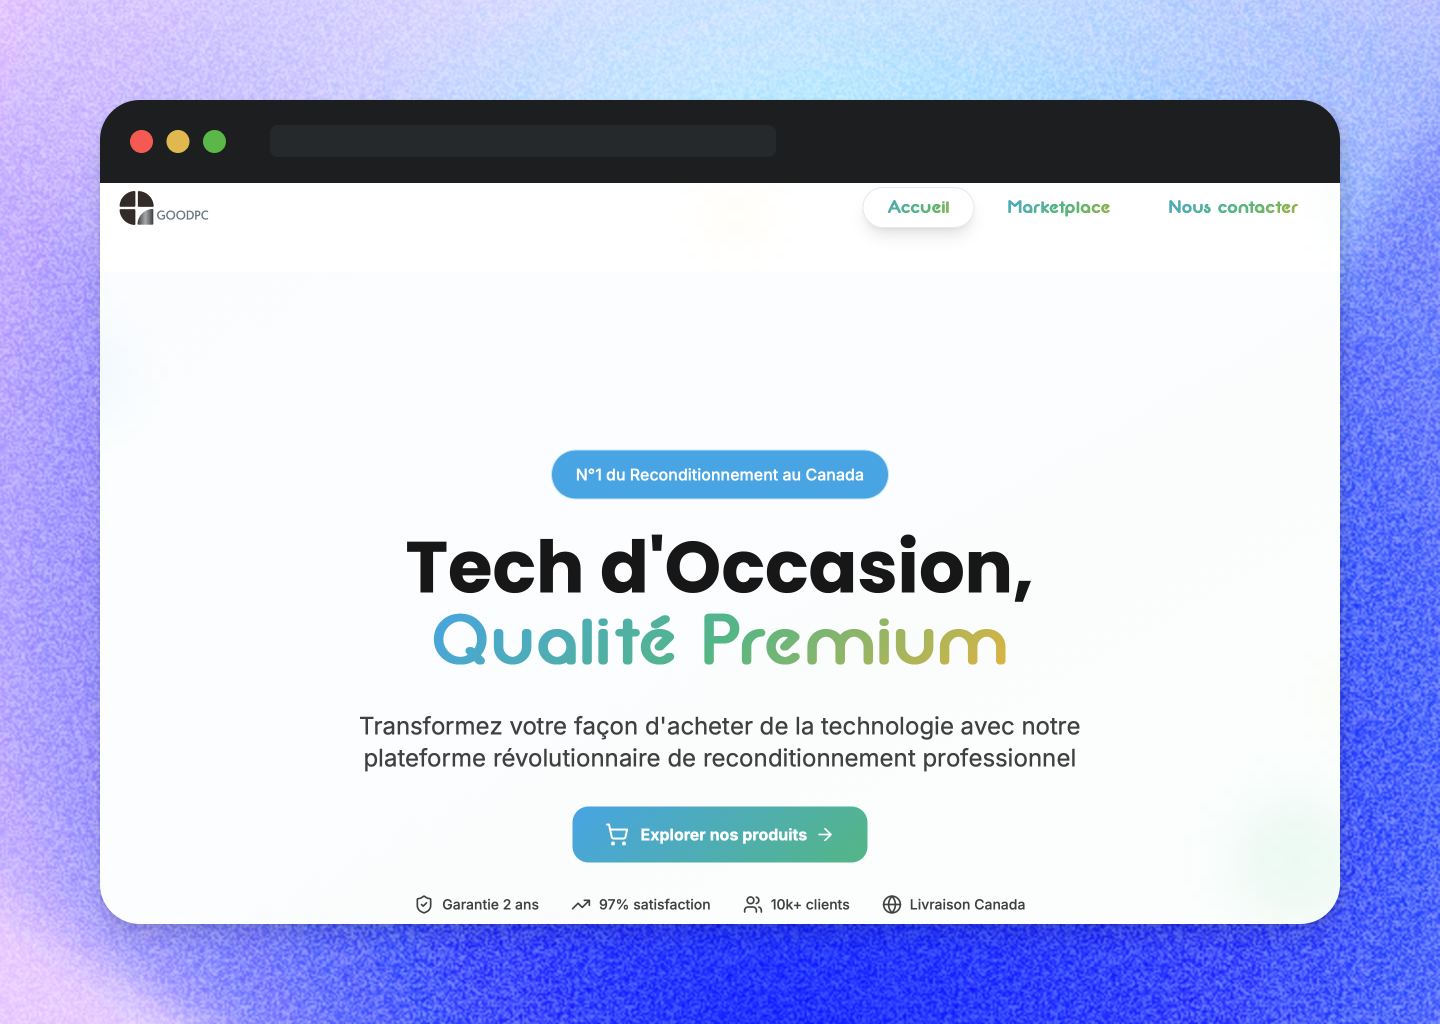 GOODPC
Accueil
Marketplace
Nous contacter
N°1 du Reconditionnement au Canada
Tech d'Occasion,
Qualité Premium
Transformez votre façon d'acheter de la technologie avec notre
plateforme révolutionnaire de reconditionnement professionnel
Explorer nos produits
Garantie 2 ans
97% satisfaction
10k+ clients
Livraison Canada